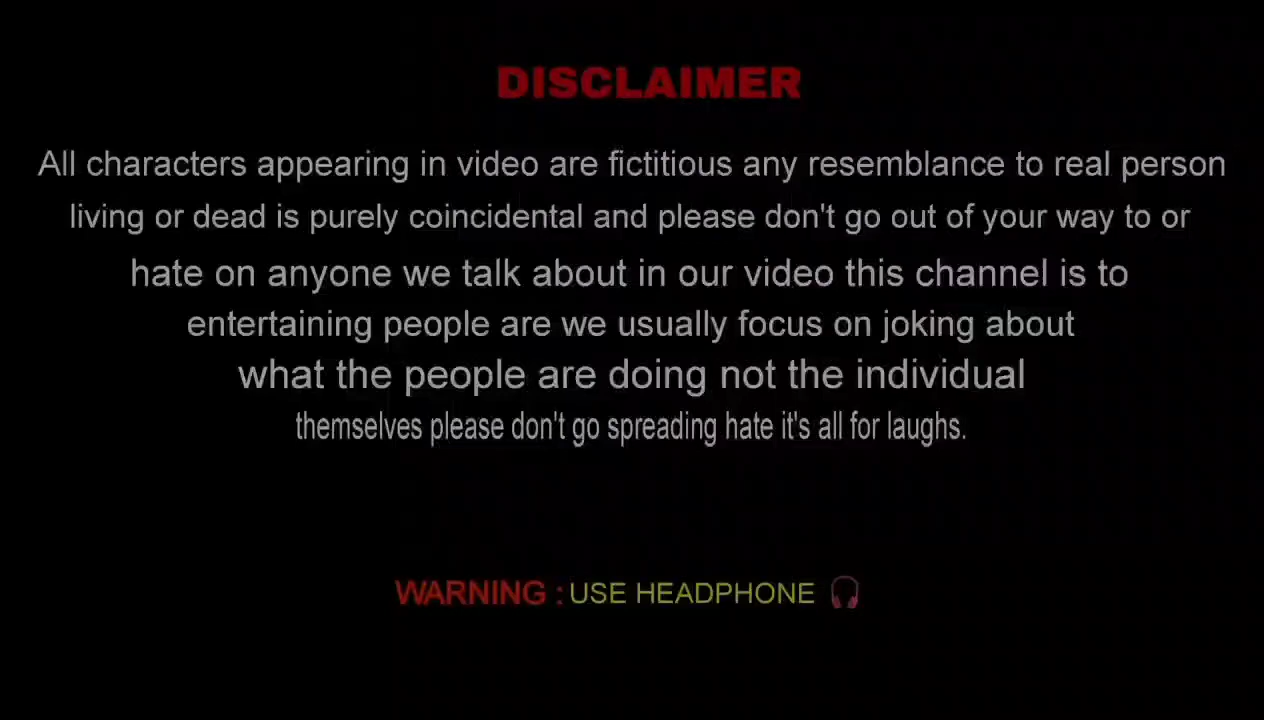 DISCLAIMER
All characters appearing in video are fictitious any resemblance to real person
living or dead is purely coincidental and please don't go out of your way to or
hate on anyone we talk about in our video this channel is to
entertaining people are we usually focus on joking about
what the people are doing not the individual
themselves please don't go spreading hate it's all for laughs.
WARNING : USE HEADPHONE 🎧